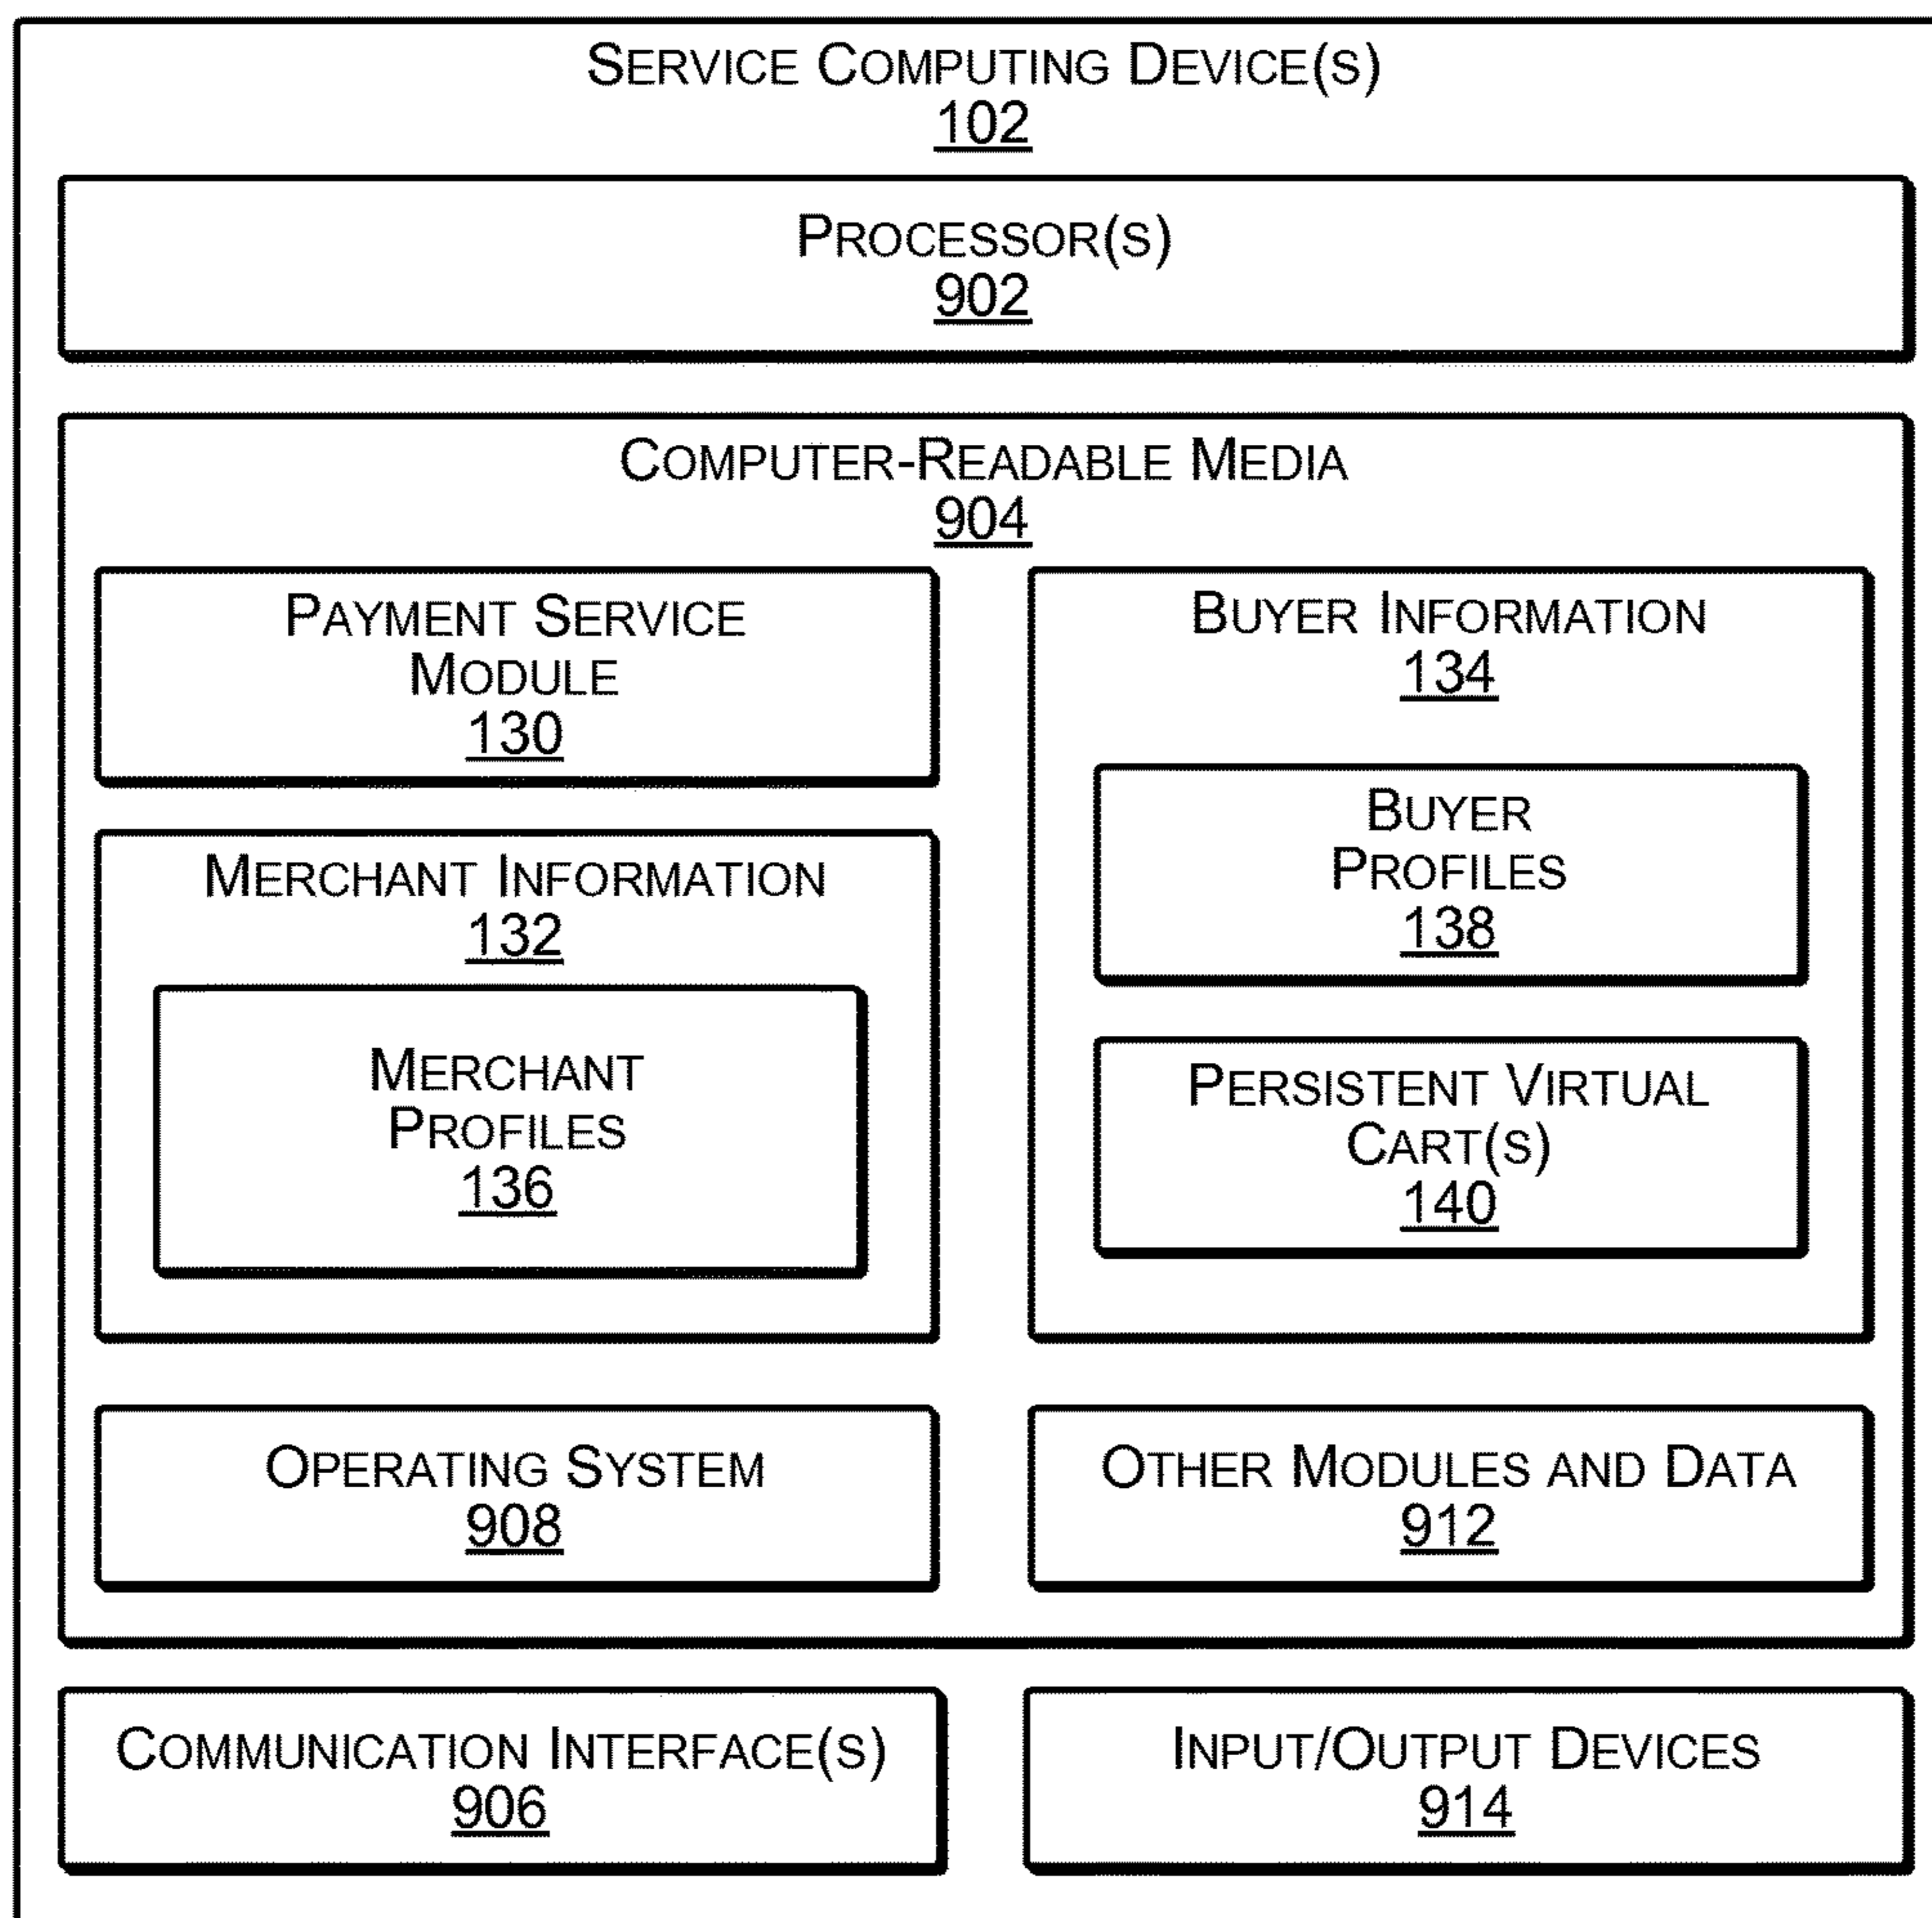 SERVICE COMPUTING DEVICE(S)
102
PROCESSOR(S)
902
COMPUTER-READABLE MEDIA
904
PAYMENT SERVICE
MODULE
130
MERCHANT INFORMATION
132
MERCHANT
PROFILES
136
BUYER INFORMATION
134
BUYER
PROFILES
138
PERSISTENT VIRTUAL
CART(S)
140
OPERATING SYSTEM
908
OTHER MODULES AND DATA
912
COMMUNICATION INTERFACE(S)
906
INPUT/OUTPUT DEVICES
914